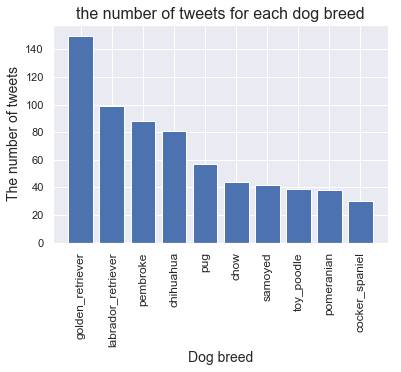 the number of tweets for each dog breed
The number of tweets
140
120
100
80
60
40
20
0
golden_retriever
labrador_retriever
pembroke
chihuahua
pug
chow
samoyed
toy_poodle
pomeranian
cocker_spaniel
Dog breed